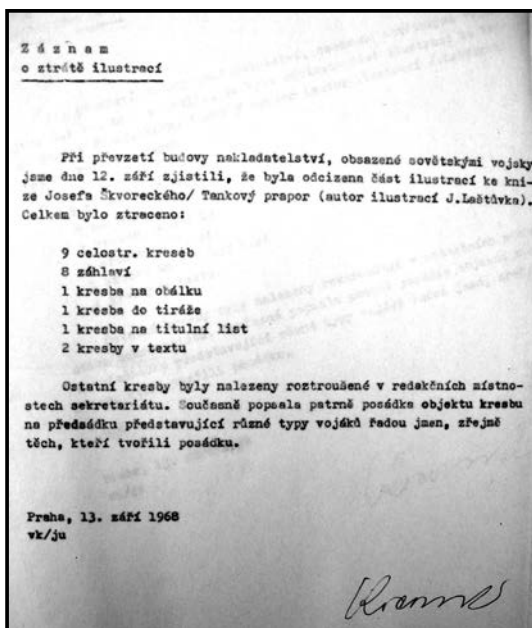 Z á z n a m
o ztrátě ilustrací
Při převzetí budovy nakladatelství, obsazené sovětskými vojsky
jsme dne 12. září zjistili, že byla odcizena část ilustrací ke kni-
ze Josefa Škvoreckého/ Tankový prapor (autor ilustrací J.Laštůvka).
Celkem bylo ztraceno:
9 celostr. kreseb
8 záhlaví
1 kresba na obálku
1 kresba do tiráže
1 kresba na titulní list
2 kresby v textu
Ostatní kresby byly nalezeny roztroušené v redakčních místno-
stech sekretariátu. Současně popsala patrně posádka objektu kresbu
na předsádku představující různé typy vojáků řadou jmen, zřejmě
těch, kteří tvořili posádku.
Praha, 13. září 1968
vk/ju